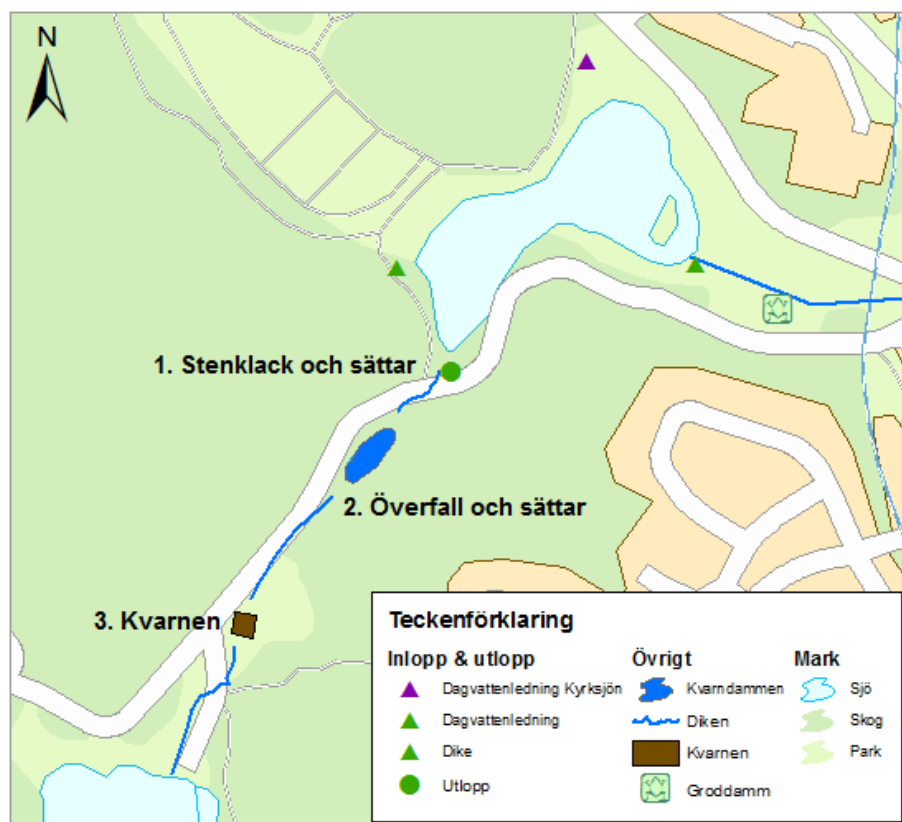 N
1. Stenklack och sättar
2. Överfall och sättar
3. Kvarnen
Teckenförklaring
Inlopp & utlopp
Dagvattenledning Kyrksjön
Dagvattenledning
Dike
Utlopp
Övrigt
Kvarndammen
Diken
Kvarnen
Groddamm
Mark
Sjö
Skog
Park